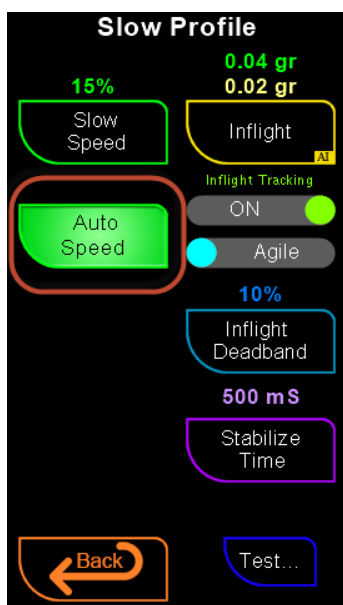 Slow Profile
0.04 gr
15%
0.02 gr
Slow
Speed
Inflight
AI
Inflight Tracking
ON
Auto
Speed
Agile
10%
Inflight
Deadband
500 mS
Stabilize
Time
Back
Test...